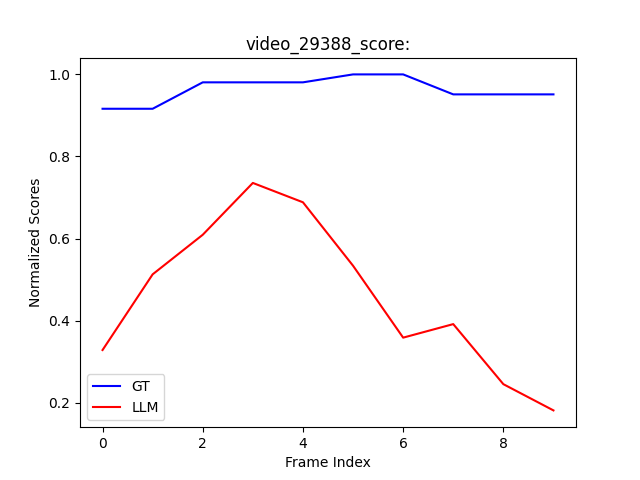 video_29388_score:
Normalized Scores
1.0
0.8
0.6
0.4
0.2
GT
LLM
0 2 4 6 8
Frame Index